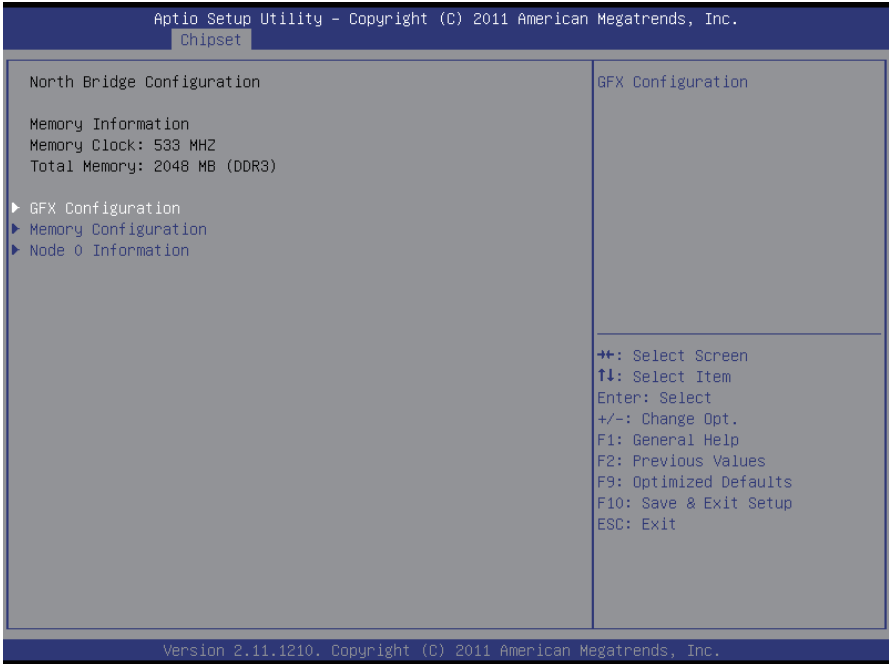 Aptio Setup Utility – Copyright (C) 2011 American Megatrends, Inc.
Chipset
North Bridge Configuration
Memory Information
Memory Clock: 533 MHZ
Total Memory: 2048 MB (DDR3)
▶ GFX Configuration
▶ Memory Configuration
▶ Node 0 Information
GFX Configuration
→←: Select Screen
↑↓: Select Item
Enter: Select
+/-: Change Opt.
F1: General Help
F2: Previous Values
F9: Optimized Defaults
F10: Save & Exit Setup
ESC: Exit
Version 2.11.1210. Copyright (C) 2011 American Megatrends, Inc.